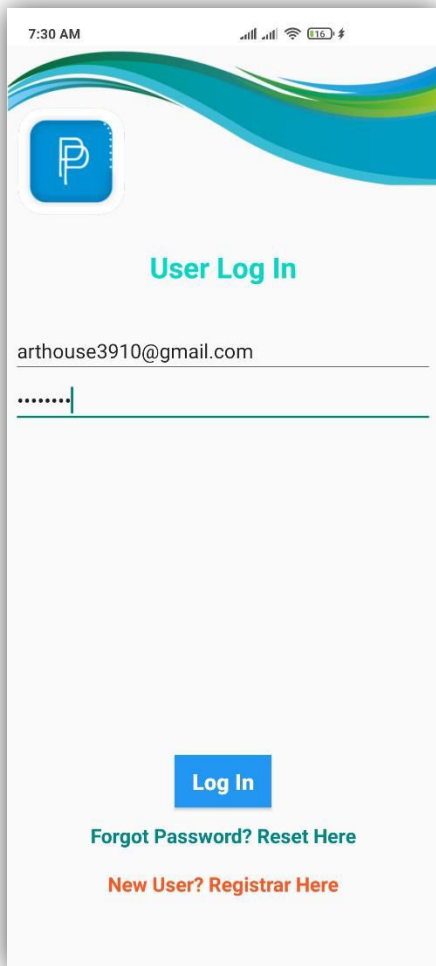 7:30 AM 16
PP
User Log In
arthouse3910@gmail.com
••••••••
Log In
Forgot Password? Reset Here
New User? Registrar Here